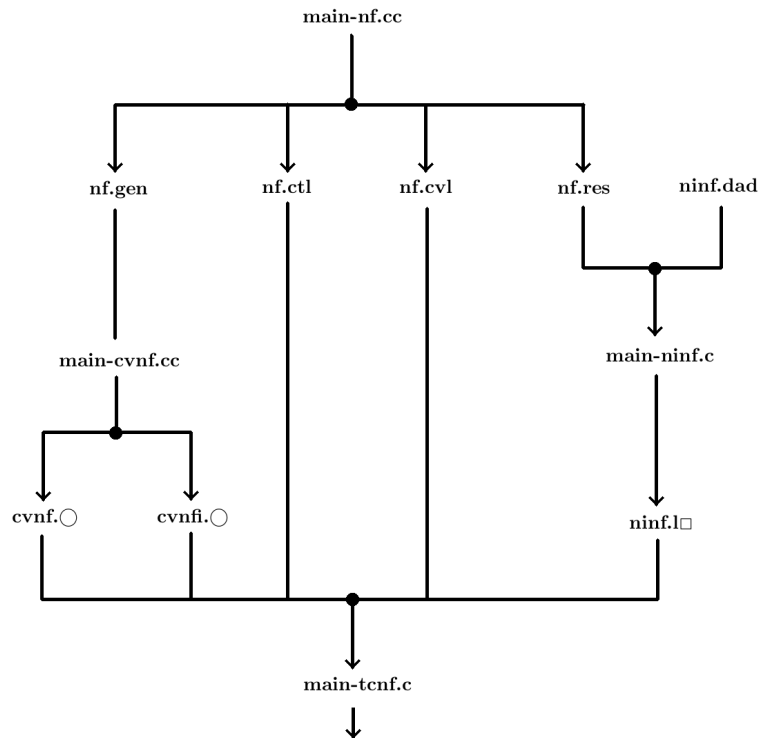 main-nf.cc
nf.gen nf.ctl nf.cvl nf.res ninf.dad
main-cvnf.cc main-ninf.c
cvnf.○ cvnfi.○ ninf.l□
main-tcnf.c